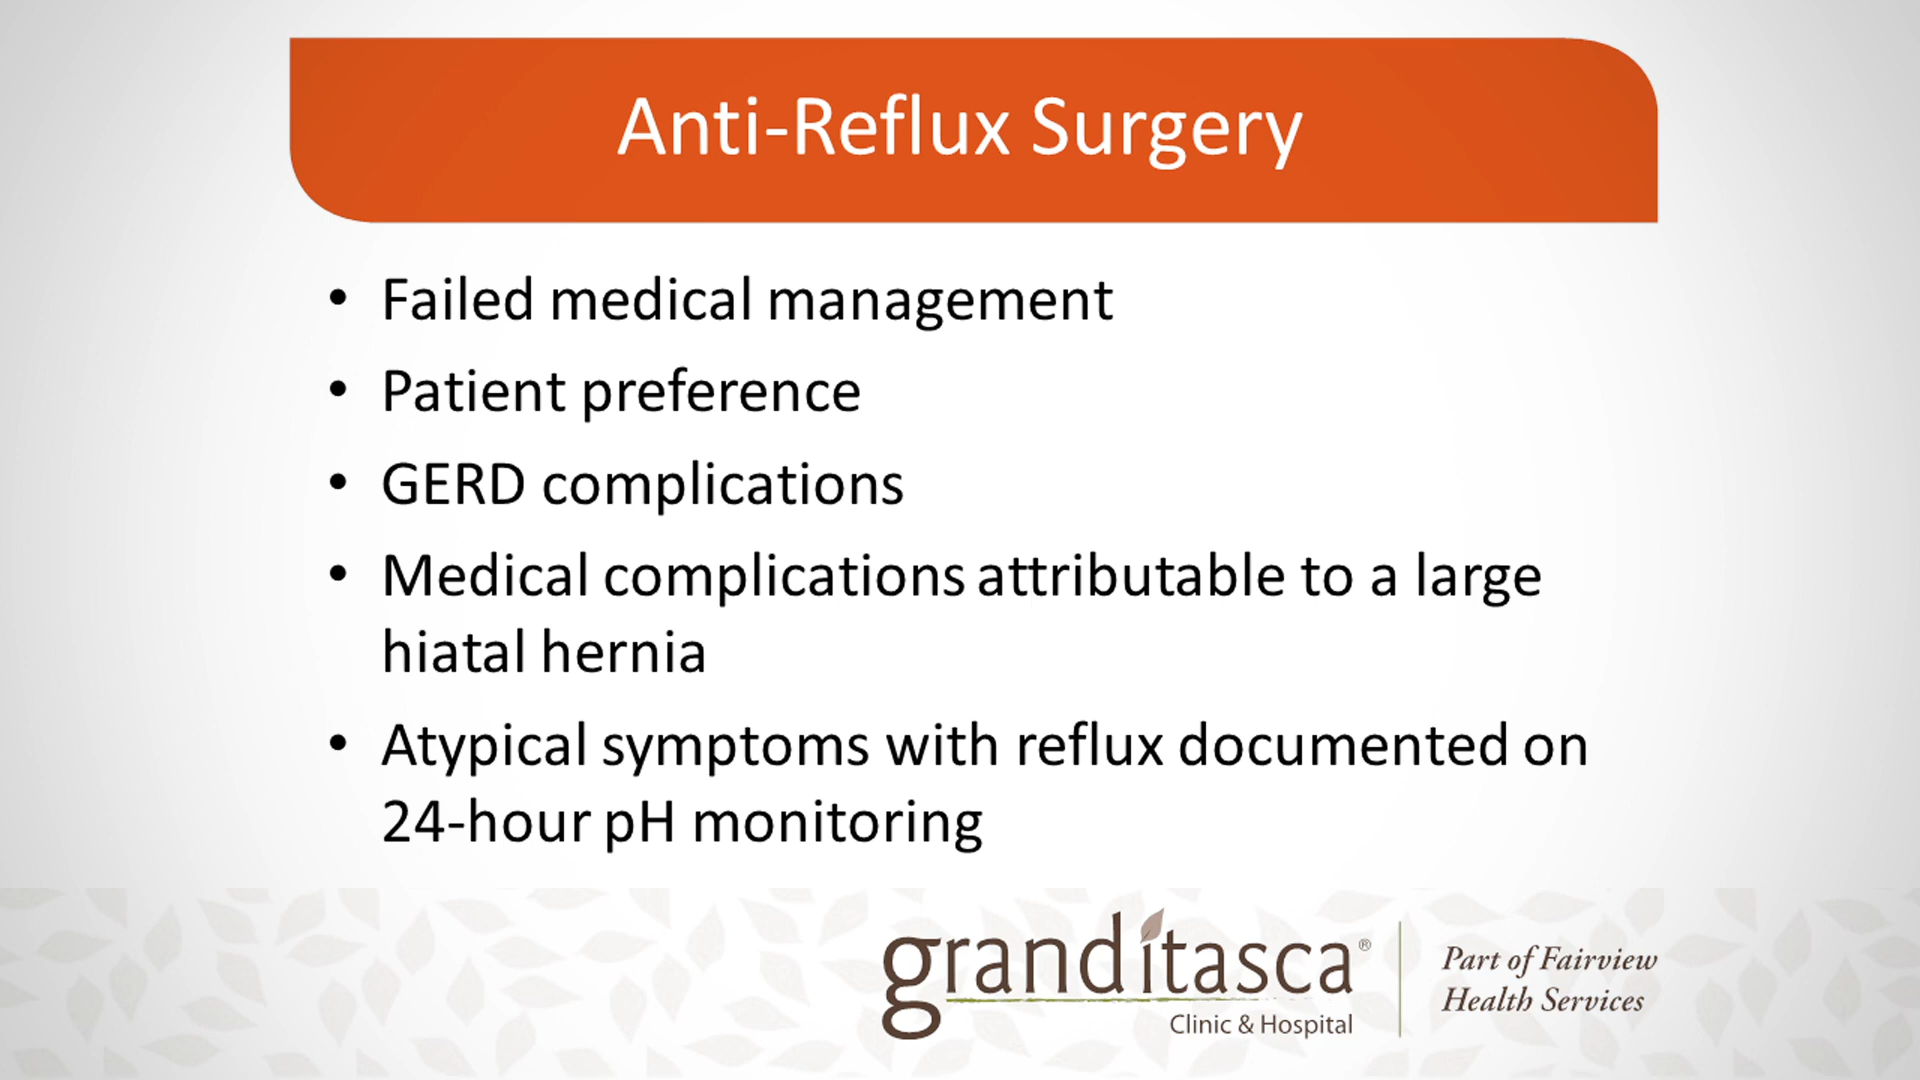 Anti-Reflux Surgery
• Failed medical management
• Patient preference
• GERD complications
• Medical complications attributable to a large
hiatal hernia
• Atypical symptoms with reflux documented on
24-hour pH monitoring
granditasca®
Clinic & Hospital
Part of Fairview
Health Services